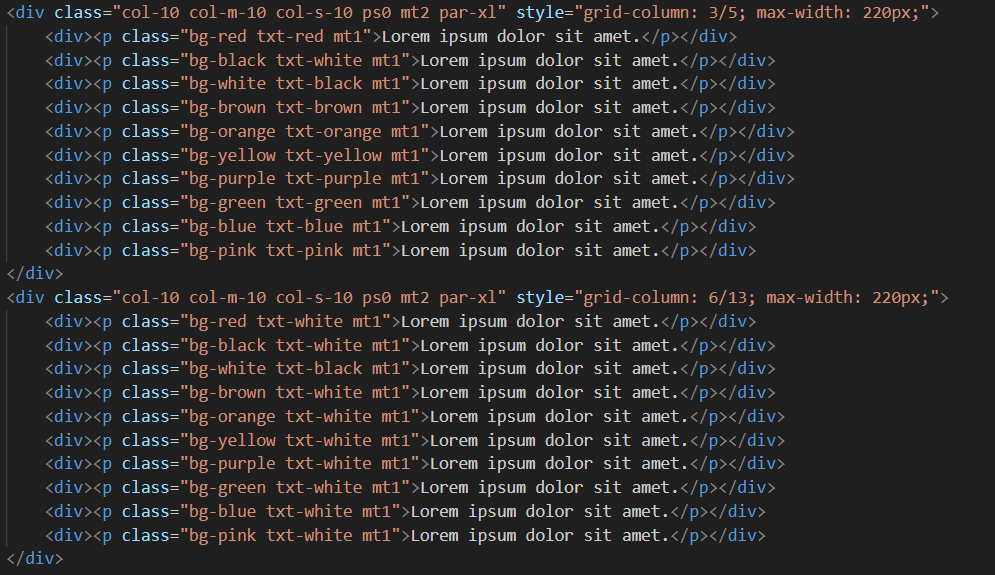 <div class="col-10 col-m-10 col-s-10 ps0 mt2 par-xl" style="grid-column: 3/5; max-width: 220px;">
    <div><p class="bg-red txt-red mt1">Lorem ipsum dolor sit amet.</p></div>
    <div><p class="bg-black txt-white mt1">Lorem ipsum dolor sit amet.</p></div>
    <div><p class="bg-white txt-black mt1">Lorem ipsum dolor sit amet.</p></div>
    <div><p class="bg-brown txt-brown mt1">Lorem ipsum dolor sit amet.</p></div>
    <div><p class="bg-orange txt-orange mt1">Lorem ipsum dolor sit amet.</p></div>
    <div><p class="bg-yellow txt-yellow mt1">Lorem ipsum dolor sit amet.</p></div>
    <div><p class="bg-purple txt-purple mt1">Lorem ipsum dolor sit amet.</p></div>
    <div><p class="bg-green txt-green mt1">Lorem ipsum dolor sit amet.</p></div>
    <div><p class="bg-blue txt-blue mt1">Lorem ipsum dolor sit amet.</p></div>
    <div><p class="bg-pink txt-pink mt1">Lorem ipsum dolor sit amet.</p></div>
</div>
<div class="col-10 col-m-10 col-s-10 ps0 mt2 par-xl" style="grid-column: 6/13; max-width: 220px;">
    <div><p class="bg-red txt-white mt1">Lorem ipsum dolor sit amet.</p></div>
    <div><p class="bg-black txt-white mt1">Lorem ipsum dolor sit amet.</p></div>
    <div><p class="bg-white txt-black mt1">Lorem ipsum dolor sit amet.</p></div>
    <div><p class="bg-brown txt-white mt1">Lorem ipsum dolor sit amet.</p></div>
    <div><p class="bg-orange txt-white mt1">Lorem ipsum dolor sit amet.</p></div>
    <div><p class="bg-yellow txt-white mt1">Lorem ipsum dolor sit amet.</p></div>
    <div><p class="bg-purple txt-white mt1">Lorem ipsum dolor sit amet.</p></div>
    <div><p class="bg-green txt-white mt1">Lorem ipsum dolor sit amet.</p></div>
    <div><p class="bg-blue txt-white mt1">Lorem ipsum dolor sit amet.</p></div>
    <div><p class="bg-pink txt-white mt1">Lorem ipsum dolor sit amet.</p></div>
</div>